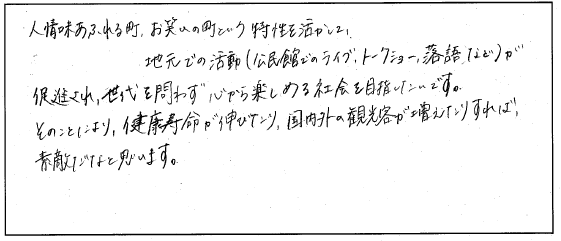 人情味あふれる町、お笑いの町という特性を活かして、
地元での活動(公民館でのライブ、トークショー、落語など)が
促進され、世代を問わず心から楽しめる社会を目指したいです。
そのことにより、健康寿命が伸びたり、国内外の観光客が増えたりすれば、
素敵だなと思います。